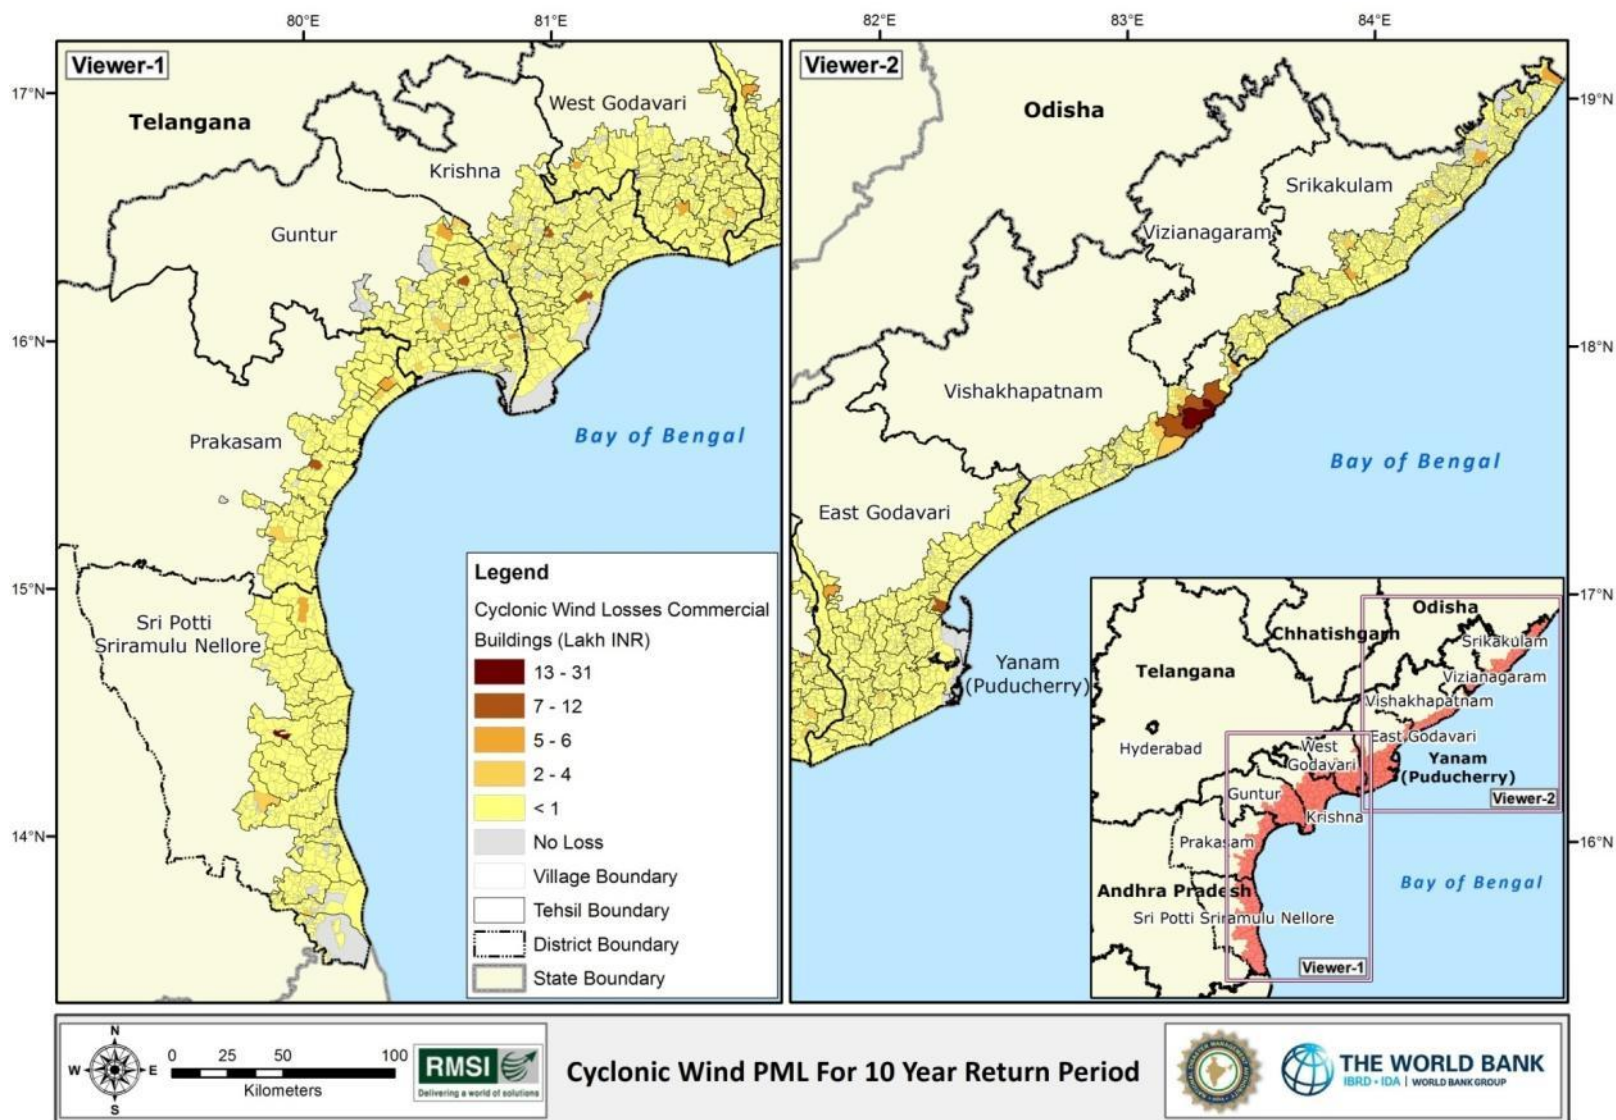 80°E
81°E
82°E
83°E
84°E
Viewer-1
17°N
16°N
15°N
14°N
Telangana
West Godavari
Krishna
Guntur
Prakasam
Bay of Bengal
Sri Potti
Sriramulu Nellore
Legend
Cyclonic Wind Losses Commercial
Buildings (Lakh INR)
13 - 31
7 - 12
5 - 6
2 - 4
< 1
No Loss
Village Boundary
Tehsil Boundary
District Boundary
State Boundary
Viewer-2
19°N
18°N
17°N
16°N
Odisha
Srikakulam
Vizianagaram
Vishakhapatnam
Bay of Bengal
East Godavari
Yanam
(Puducherry)
Odisha
Chhatishgarh
Srikakulam
Telangana
Vizianagaram
Vishakhapatnam
East Godavari
Hyderabad
West
Godavari
Yanam
(Puducherry)
Guntur
Viewer-2
Krishna
Prakasam
Andhra Pradesh
Bay of Bengal
Sri Potti Sriramulu Nellore
Viewer-1
N
W
E
S
0 25 50 100
Kilometers
RMSI
Delivering a world of solutions
Cyclonic Wind PML For 10 Year Return Period
THE WORLD BANK
IBRD • IDA | WORLD BANK GROUP